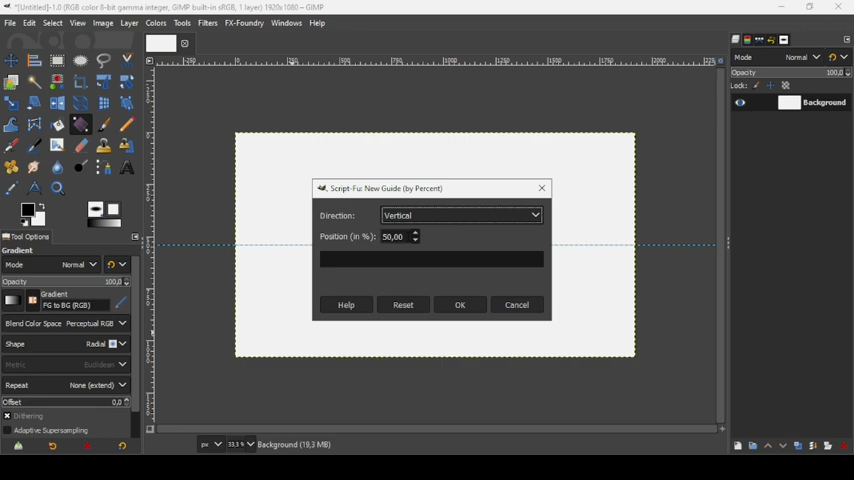 *[Untitled]-1.0 (RGB color 8-bit gamma integer, GIMP built-in sRGB, 1 layer) 1920x1080 – GIMP
File Edit Select View Image Layer Colors Tools Filters FX-Foundry Windows Help
Mode Normal
Opacity 100,0
Lock:
Background
Script-Fu: New Guide (by Percent)
Direction: Vertical
Position (in %): 50,00
Help Reset OK Cancel
Tool Options
Gradient
Mode Normal
Opacity 100,0
Gradient
FG to BG (RGB)
Blend Color Space Perceptual RGB
Shape Radial
Metric Euclidean
Repeat None (extend)
Offset 0,0
Dithering
Adaptive Supersampling
px 33,3 % Background (19,3 MB)